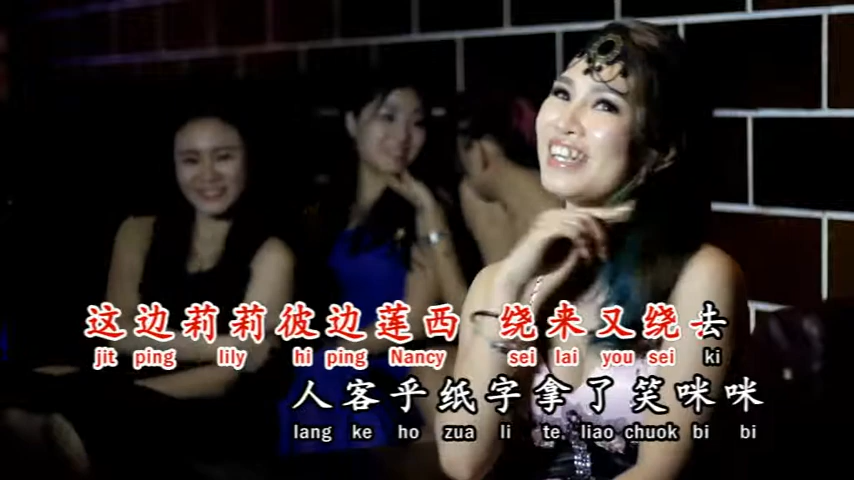 这边莉莉彼边莲西 绕来又绕去
jit ping lily hi ping Nancy sei lai you sei ki
人客乎纸字拿了笑咪咪
lang ke ho zua li te liao chuok bi bi